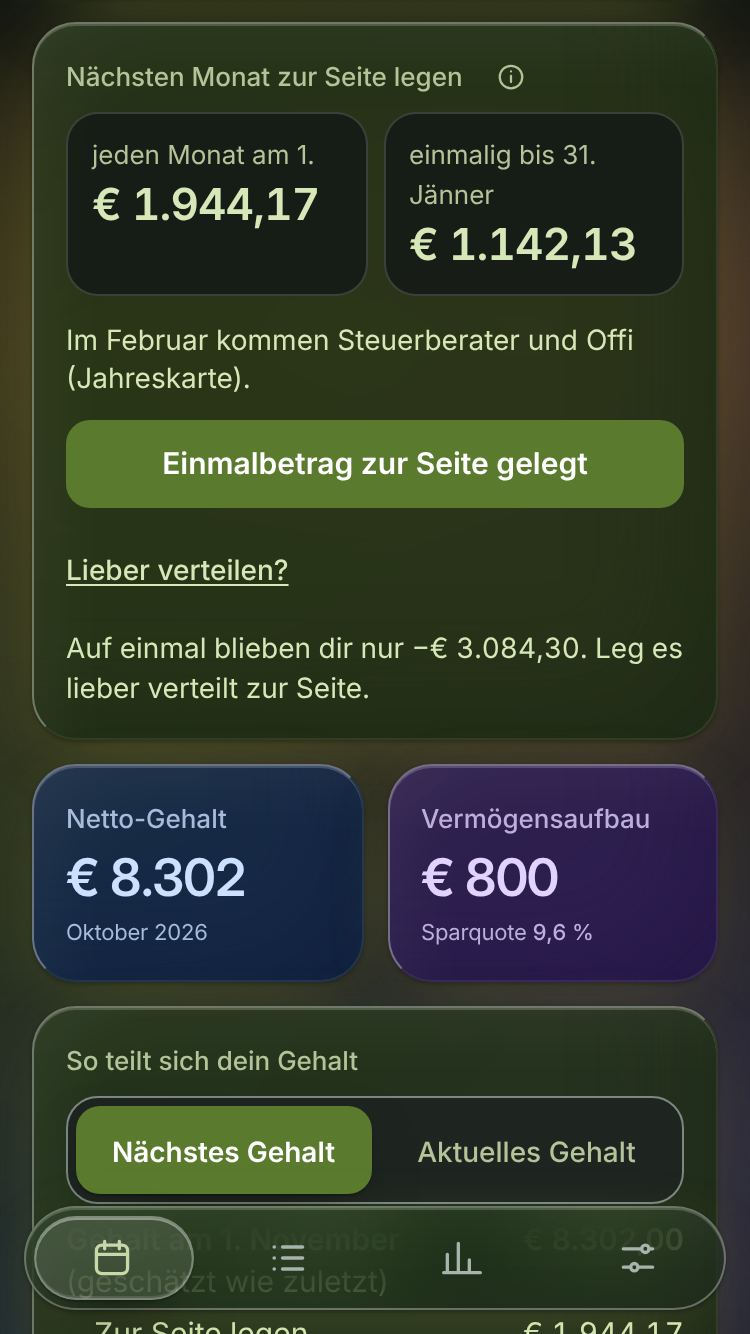 Nächsten Monat zur Seite legen
jeden Monat am 1.
€ 1.944,17
einmalig bis 31.
Jänner
€ 1.142,13
Im Februar kommen Steuerberater und Offi
(Jahreskarte).
Einmalbetrag zur Seite gelegt
Lieber verteilen?
Auf einmal blieben dir nur −€ 3.084,30. Leg es
lieber verteilt zur Seite.
Netto-Gehalt
€ 8.302
Oktober 2026
Vermögensaufbau
€ 800
Sparquote 9,6 %
So teilt sich dein Gehalt
Nächstes Gehalt
Aktuelles Gehalt
Gehalt am 1. November € 8.302,00
(geschätzt wie zuletzt)
Zur Seite legen € 1.944,17